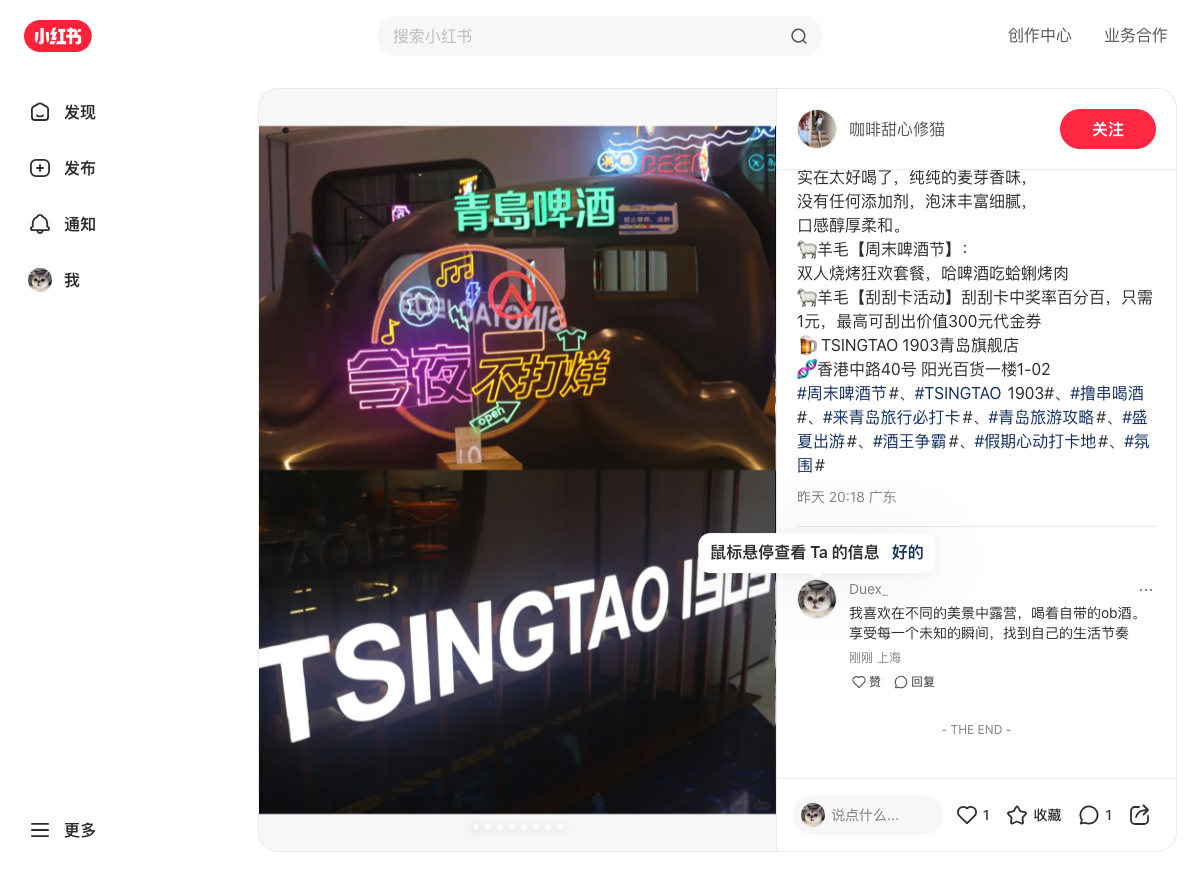 小红书
搜索小红书
创作中心
业务合作
发现
发布
通知
我
更多
BEER
青島啤酒
今夜
不打烊
open
10
TSINGTAO 1903
咖啡甜心修猫
关注
实在太好喝了，纯纯的麦芽香味，
没有任何添加剂，泡沫丰富细腻，
口感醇厚柔和。
🐑羊毛【周末啤酒节】：
双人烧烤狂欢套餐，哈啤酒吃蛤蜊烤肉
🐑羊毛【刮刮卡活动】刮刮卡中奖率百分百，只需
1元，最高可刮出价值300元代金券
🍺 TSINGTAO 1903青岛旗舰店
🧬香港中路40号 阳光百货一楼1-02
#周末啤酒节#、#TSINGTAO 1903#、#撸串喝酒
#、#来青岛旅行必打卡#、#青岛旅游攻略#、#盛
夏出游#、#酒王争霸#、#假期心动打卡地#、#氛
围#
昨天 20:18 广东
鼠标悬停查看 Ta 的信息 好的
Duex_
我喜欢在不同的美景中露营，喝着自带的ob酒。
享受每一个未知的瞬间，找到自己的生活节奏
刚刚 上海
赞 回复
- THE END -
说点什么...
1
收藏
1